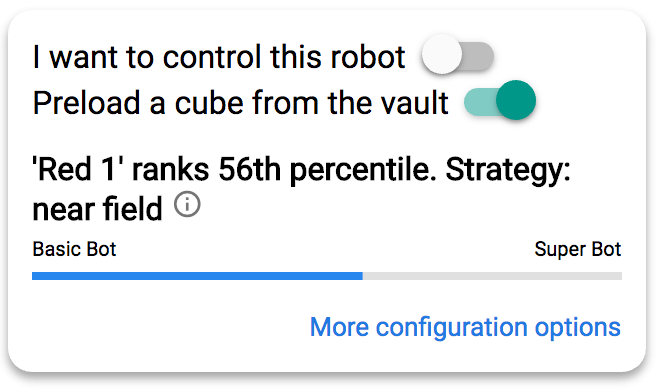 I want to control this robot
Preload a cube from the vault
'Red 1' ranks 56th percentile. Strategy:
near field
Basic Bot
Super Bot
More configuration options